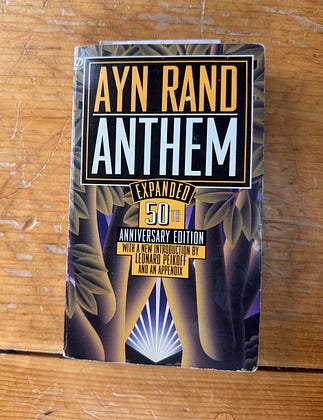 AYN RAND
ANTHEM
EXPANDED
50TH
ANNIVERSARY EDITION
WITH A NEW INTRODUCTION BY
LEONARD PEIKOFF
AND AN APPENDIX